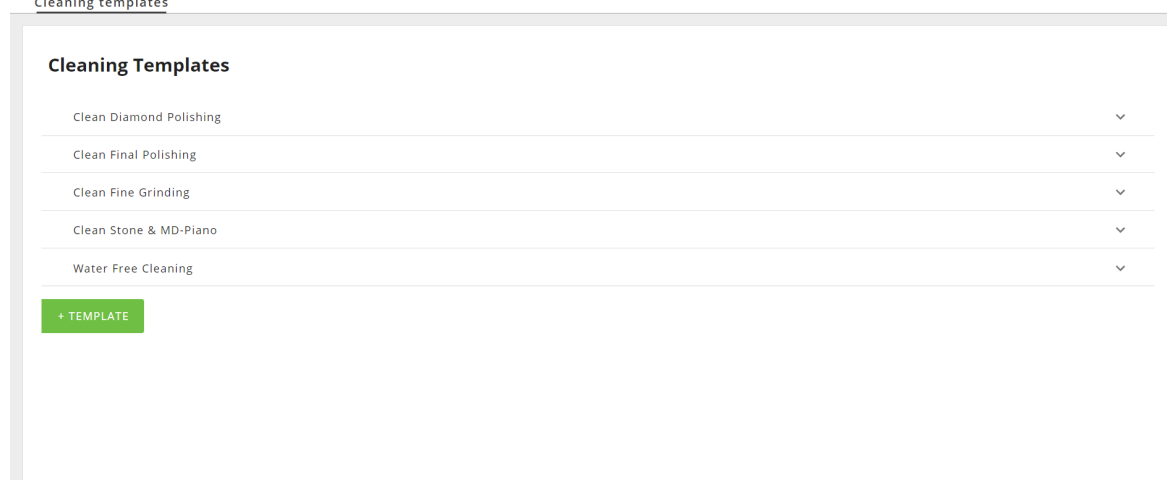 Cleaning templates
Cleaning Templates
Clean Diamond Polishing
Clean Final Polishing
Clean Fine Grinding
Clean Stone & MD-Piano
Water Free Cleaning
+ TEMPLATE